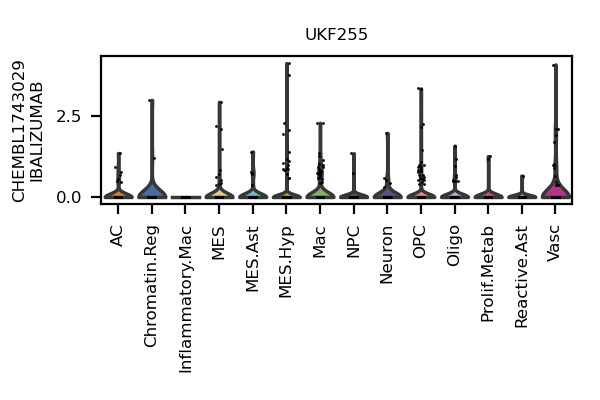 UKF255
CHEMBL1743029
IBALIZUMAB
2.5
0.0
AC
Chromatin.Reg
Inflammatory.Mac
MES
MES.Ast
MES.Hyp
Mac
NPC
Neuron
OPC
Oligo
Prolif.Metab
Reactive.Ast
Vasc